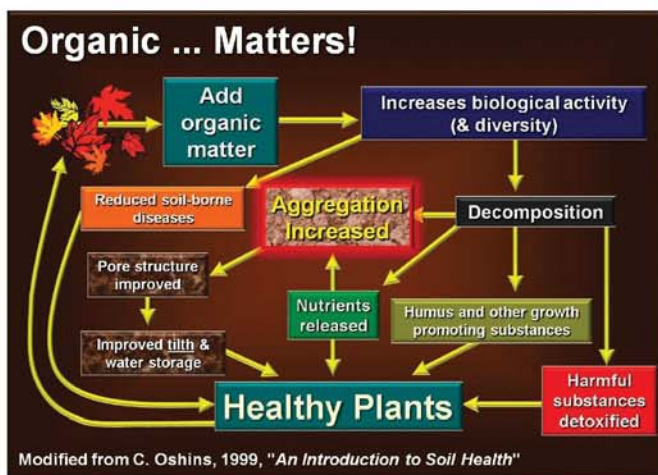 Organic ... Matters!
Add
organic
matter
Increases biological activity
(& diversity)
Reduced soil-borne
diseases
Aggregation
Increased
Decomposition
Pore structure
improved
Nutrients
released
Humus and other growth
promoting substances
Improved tilth &
water storage
Healthy Plants
Harmful
substances
detoxified
Modified from C. Oshins, 1999, "An Introduction to Soil Health"